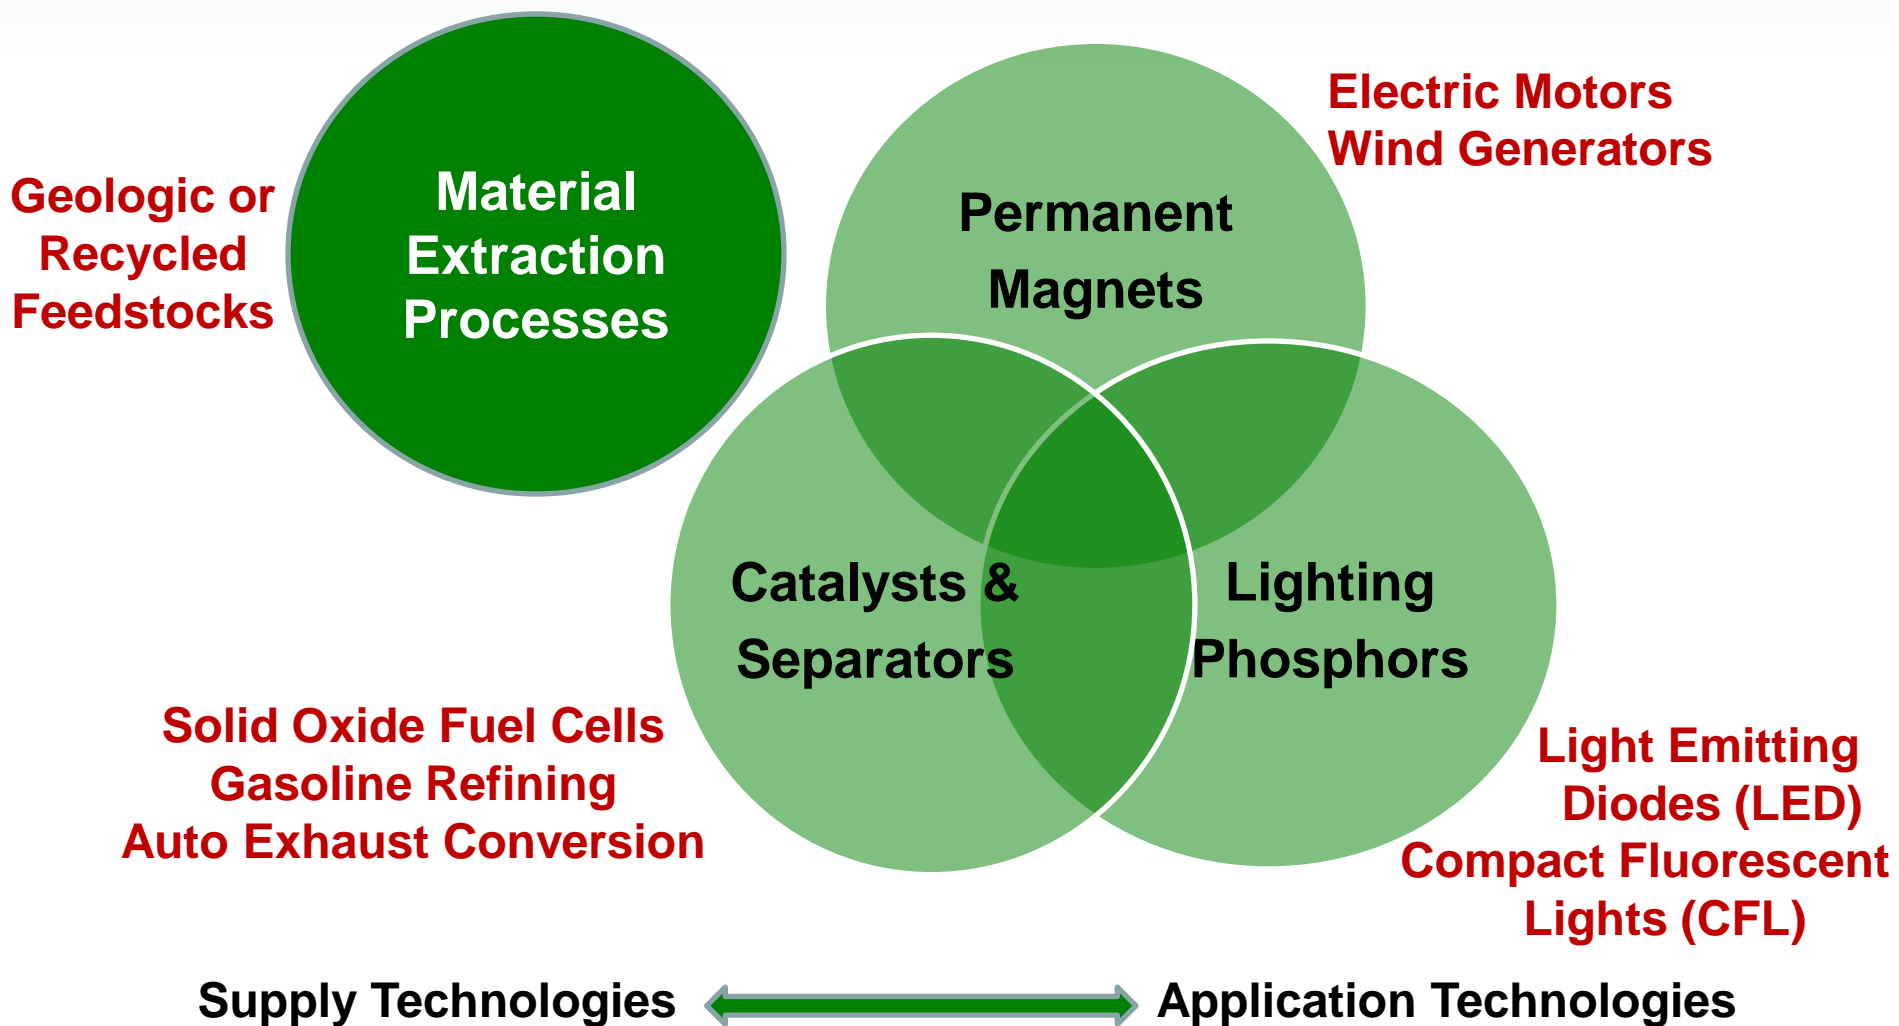 Geologic or
Recycled
Feedstocks
Material
Extraction
Processes
Permanent
Magnets
Electric Motors
Wind Generators
Catalysts &
Separators
Lighting
Phosphors
Solid Oxide Fuel Cells
Gasoline Refining
Auto Exhaust Conversion
Light Emitting
Diodes (LED)
Compact Fluorescent
Lights (CFL)
Supply Technologies
Application Technologies